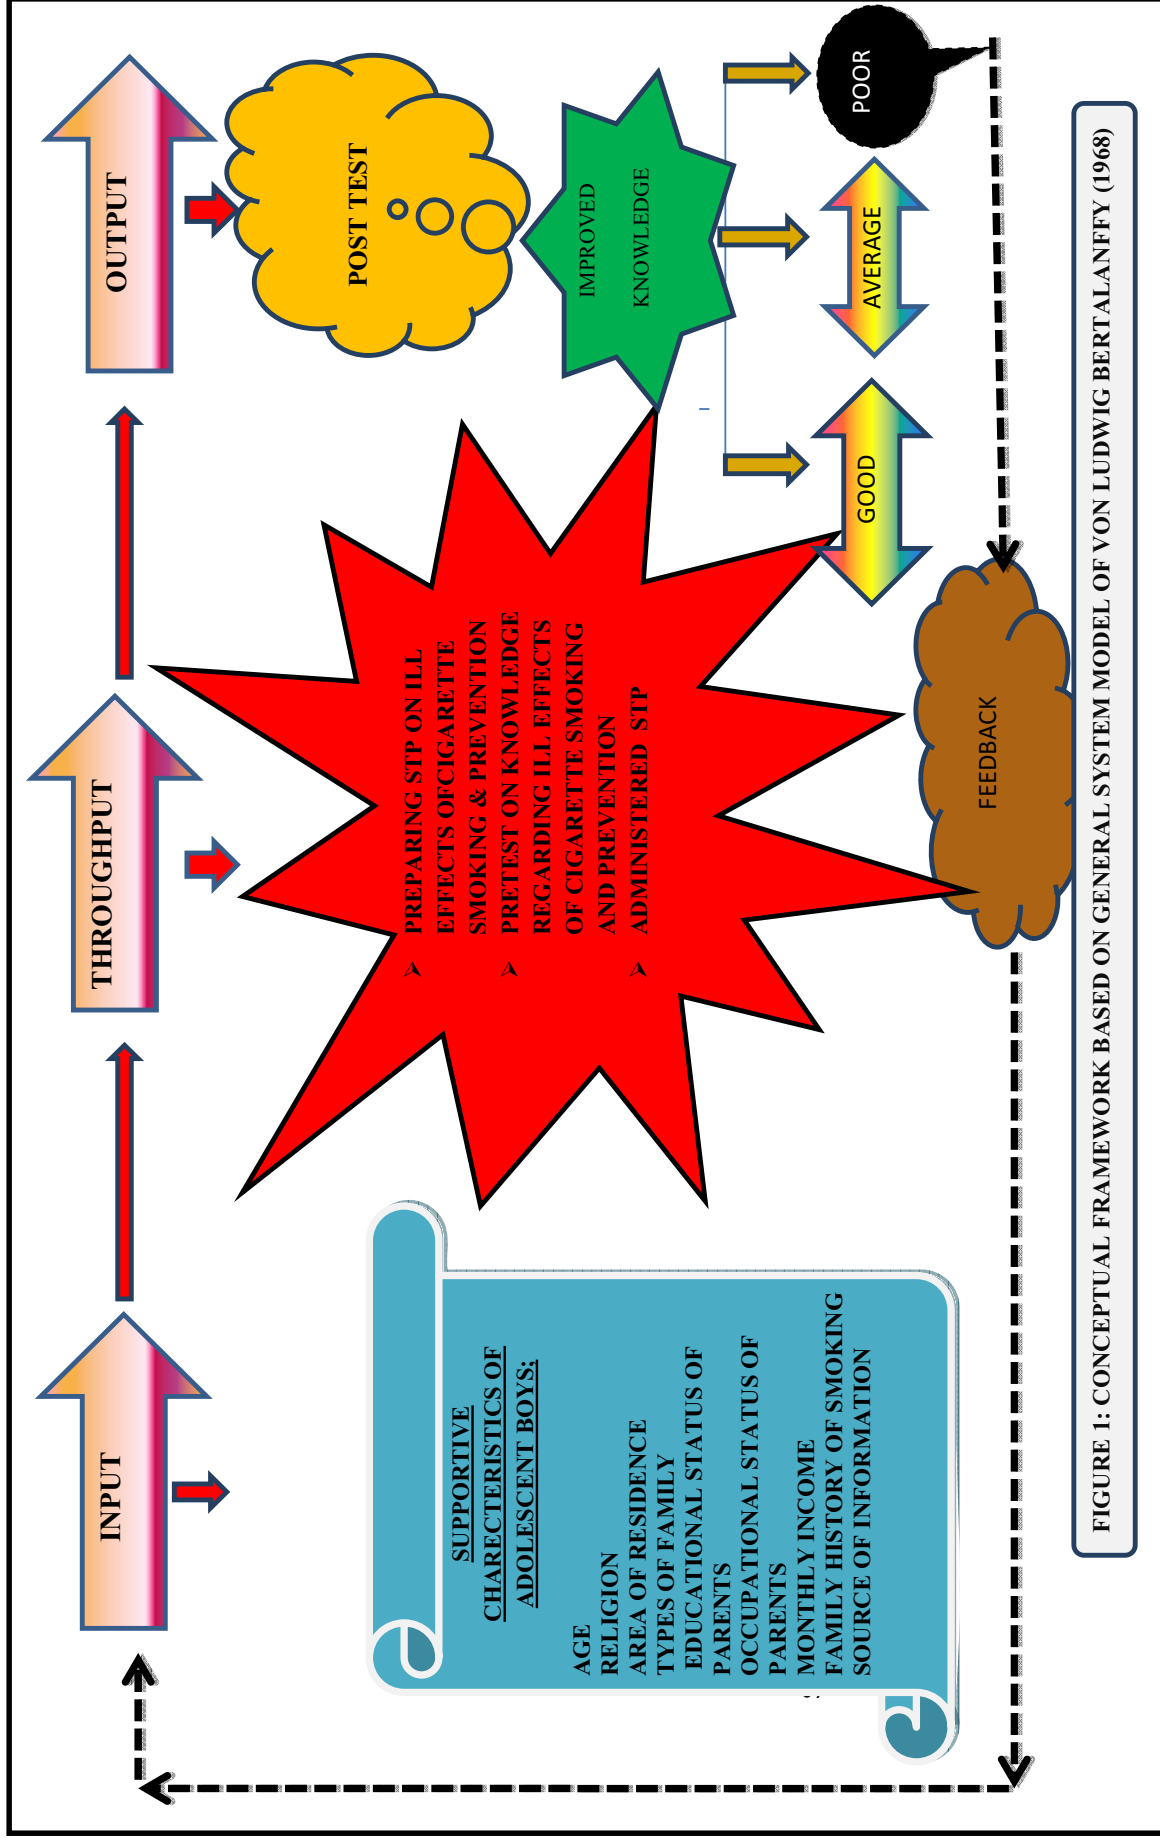 INPUT
THROUGHPUT
OUTPUT
SUPPORTIVE
CHARECTERISTICS OF
ADOLESCENT BOYS;
AGE
RELIGION
AREA OF RESIDENCE
TYPES OF FAMILY
EDUCATIONAL STATUS OF
PARENTS
OCCUPATIONAL STATUS OF
PARENTS
MONTHLY INCOME
FAMILY HISTORY OF SMOKING
SOURCE OF INFORMATION
➢ PREPARING STP ON ILL
EFFECTS OFCIGARETTE
SMOKING & PREVENTION
➢ PRETEST ON KNOWLEDGE
REGARDING ILL EFFECTS
OF CIGARETTE SMOKING
AND PREVENTION
➢ ADMINISTERED STP
POST TEST
IMPROVED
KNOWLEDGE
GOOD
AVERAGE
POOR
FEEDBACK
FIGURE 1: CONCEPTUAL FRAMEWORK BASED ON GENERAL SYSTEM MODEL OF VON LUDWIG BERTALANFFY (1968)